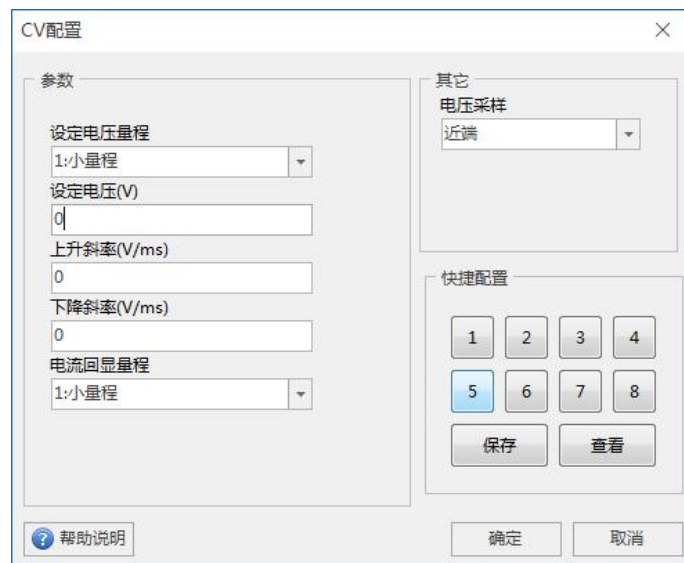 CV配置
参数
设定电压量程
1:小量程
设定电压(V)
0
上升斜率(V/ms)
0
下降斜率(V/ms)
0
电流回显量程
1:小量程
其它
电压采样
近端
快捷配置
1 2 3 4
5 6 7 8
保存 查看
? 帮助说明
确定 取消